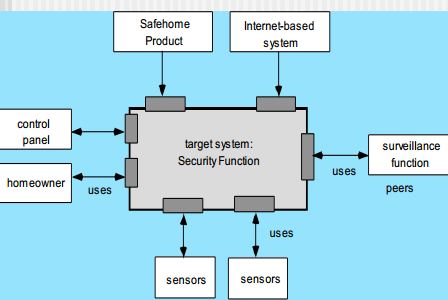 Safehome
Product
Internet-based
system
control
panel
target system:
Security Function
surveillance
function
homeowner
uses
uses
peers
uses
sensors
sensors